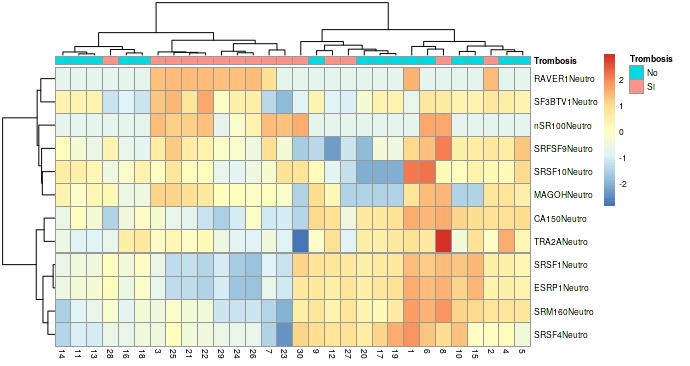 Trombosis
RAVER1Neutro
SF3BTV1Neutro
nSR100Neutro
SRFSF9Neutro
SRSF10Neutro
MAGOHNeutro
CA150Neutro
TRA2ANeutro
SRSF1Neutro
ESRP1Neutro
SRM160Neutro
SRSF4Neutro
14 11 13 28 16 18 3 25 21 22 29 24 26 7 23 30 9 12 27 20 17 19 1 6 8 10 15 2 4 5
2
1
0
-1
-2
Trombosis
No
Si